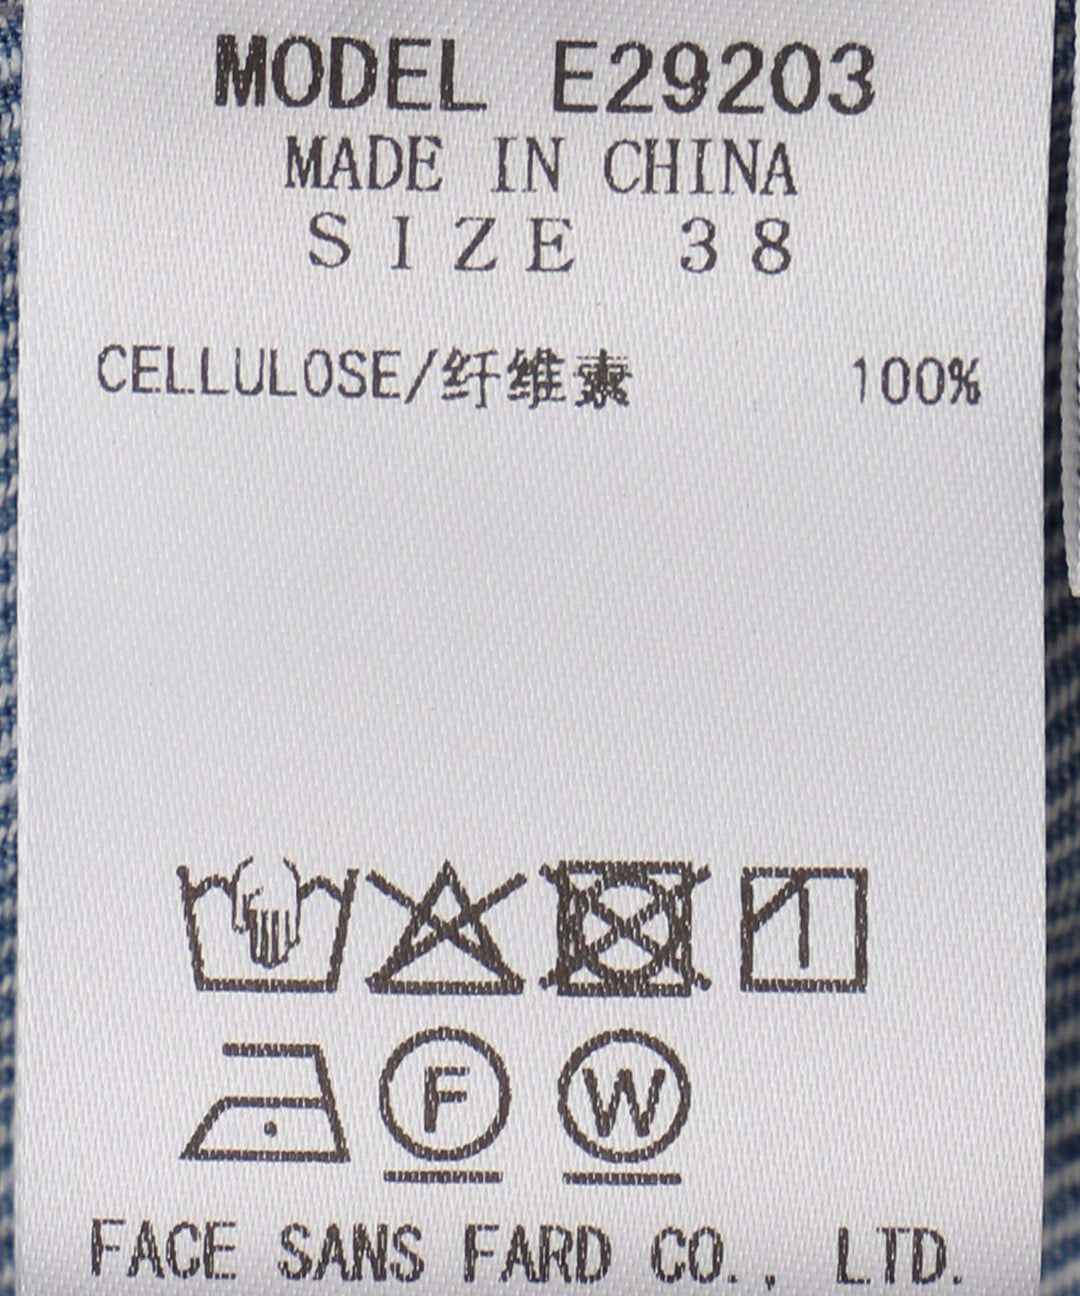 MODEL E29203
MADE IN CHINA
SIZE 38
CELLULOSE/纤维素 100%
F W
FACE SANS FARD CO., LTD.